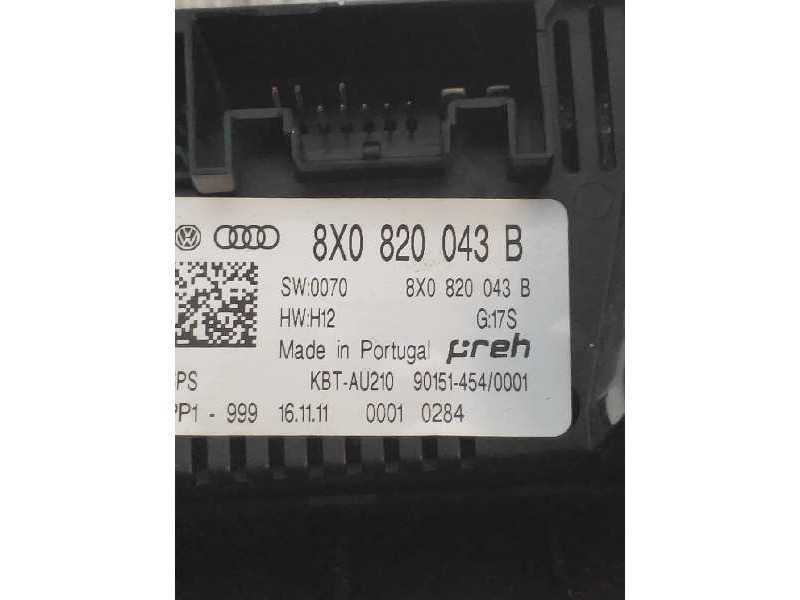 8X0 820 043 B
SW:0070 8X0 820 043 B
HW:H12 G:17S
Made in Portugal preh
KBT-AU210 90151-454/0001
- 999 16.11.11 0001 0284